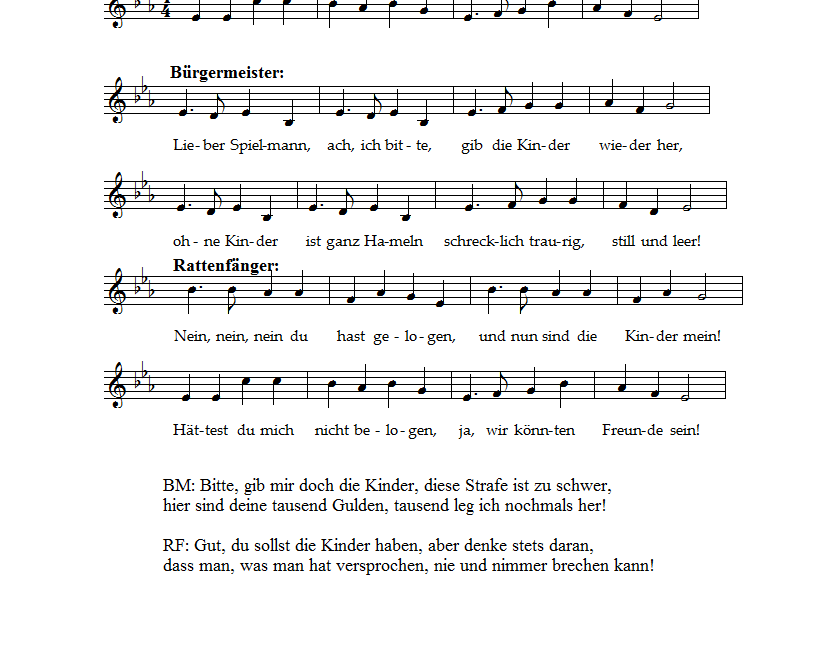 4
Bürgermeister:
Lie- ber Spiel-mann, ach, ich bit - te, gib die Kin- der wie- der her,
oh - ne Kin- der ist ganz Ha-meln schreck-lich trau-rig, still und leer!
Rattenfänger:
Nein, nein, nein du hast ge - lo - gen, und nun sind die Kin- der mein!
Hät-test du mich nicht be - lo - gen, ja, wir könn-ten Freun-de sein!
BM: Bitte, gib mir doch die Kinder, diese Strafe ist zu schwer,
hier sind deine tausend Gulden, tausend leg ich nochmals her!
RF: Gut, du sollst die Kinder haben, aber denke stets daran,
dass man, was man hat versprochen, nie und nimmer brechen kann!